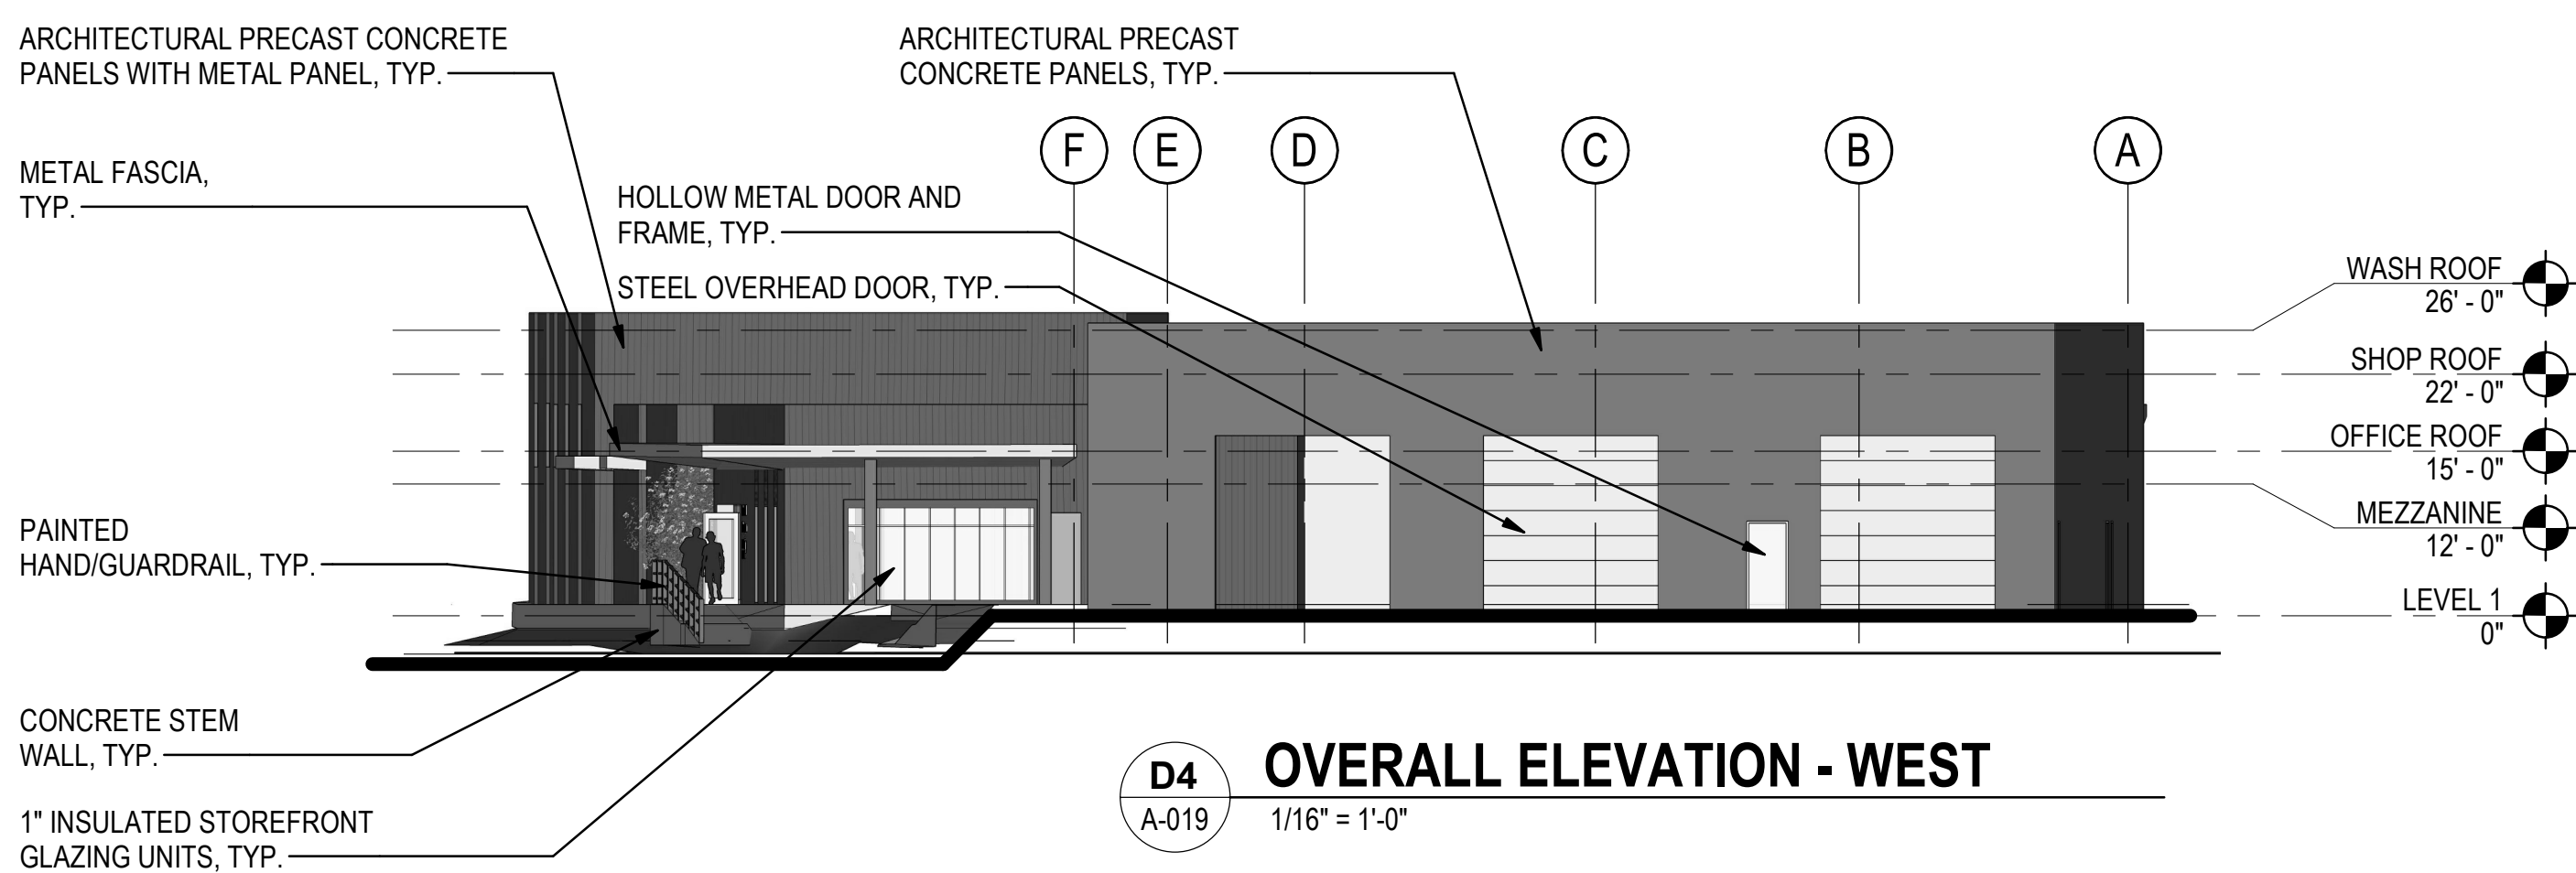 ARCHITECTURAL PRECAST CONCRETE
PANELS WITH METAL PANEL, TYP.
ARCHITECTURAL PRECAST
CONCRETE PANELS, TYP.
F
E
D
C
B
A
METAL FASCIA,
TYP.
HOLLOW METAL DOOR AND
FRAME, TYP.
STEEL OVERHEAD DOOR, TYP.
WASH ROOF
26' - 0"
SHOP ROOF
22' - 0"
OFFICE ROOF
15' - 0"
MEZZANINE
12' - 0"
LEVEL 1
0"
PAINTED
HAND/GUARDRAIL, TYP.
CONCRETE STEM
WALL, TYP.
1" INSULATED STOREFRONT
GLAZING UNITS, TYP.
D4
A-019
OVERALL ELEVATION - WEST
1/16" = 1'-0"